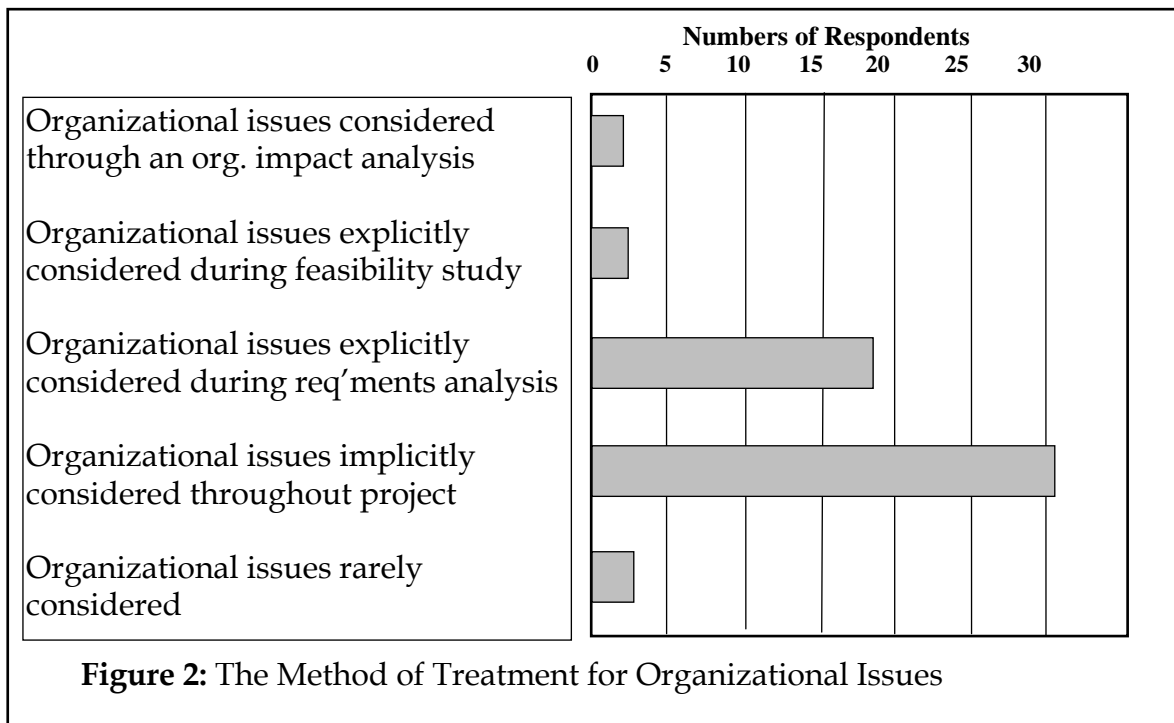 Numbers of Respondents
0 5 10 15 20 25 30
Organizational issues considered
through an org. impact analysis
Organizational issues explicitly
considered during feasibility study
Organizational issues explicitly
considered during req’ments analysis
Organizational issues implicitly
considered throughout project
Organizational issues rarely
considered
Figure 2: The Method of Treatment for Organizational Issues